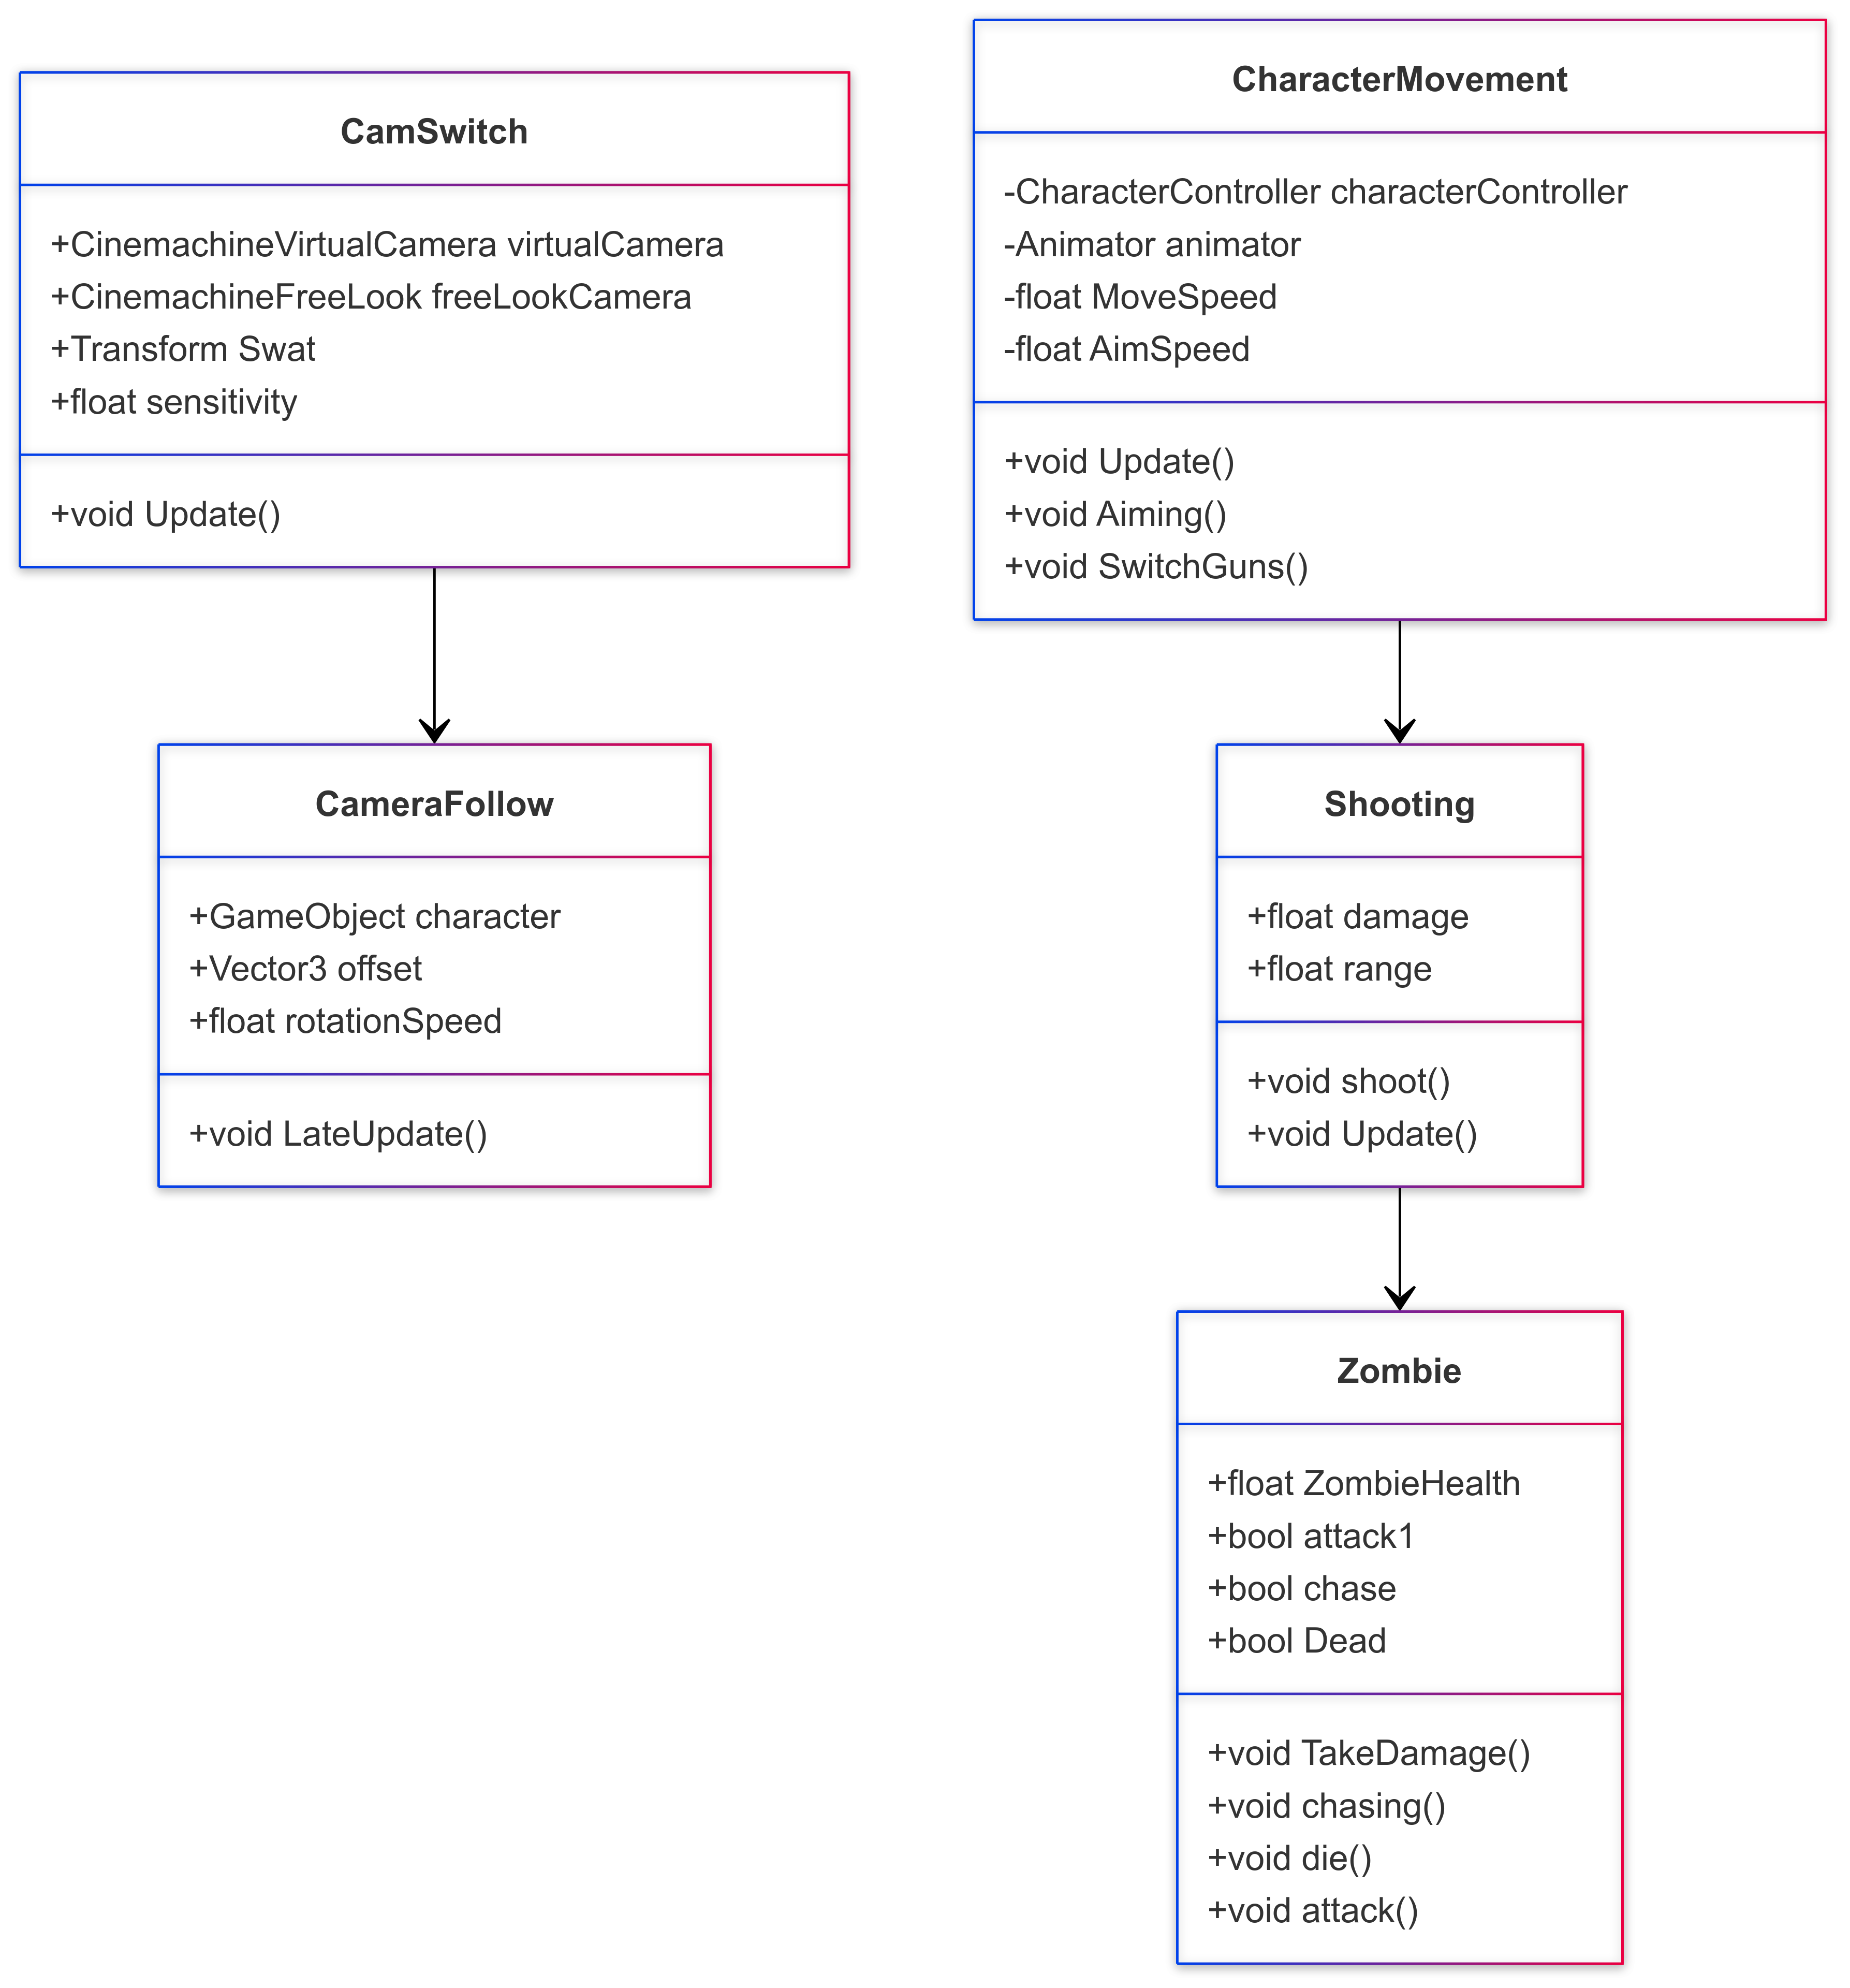 CamSwitch
+CinemachineVirtualCamera virtualCamera
+CinemachineFreeLook freeLookCamera
+Transform Swat
+float sensitivity
+void Update()
CameraFollow
+GameObject character
+Vector3 offset
+float rotationSpeed
+void LateUpdate()
CharacterMovement
-CharacterController characterController
-Animator animator
-float MoveSpeed
-float AimSpeed
+void Update()
+void Aiming()
+void SwitchGuns()
Shooting
+float damage
+float range
+void shoot()
+void Update()
Zombie
+float ZombieHealth
+bool attack1
+bool chase
+bool Dead
+void TakeDamage()
+void chasing()
+void die()
+void attack()